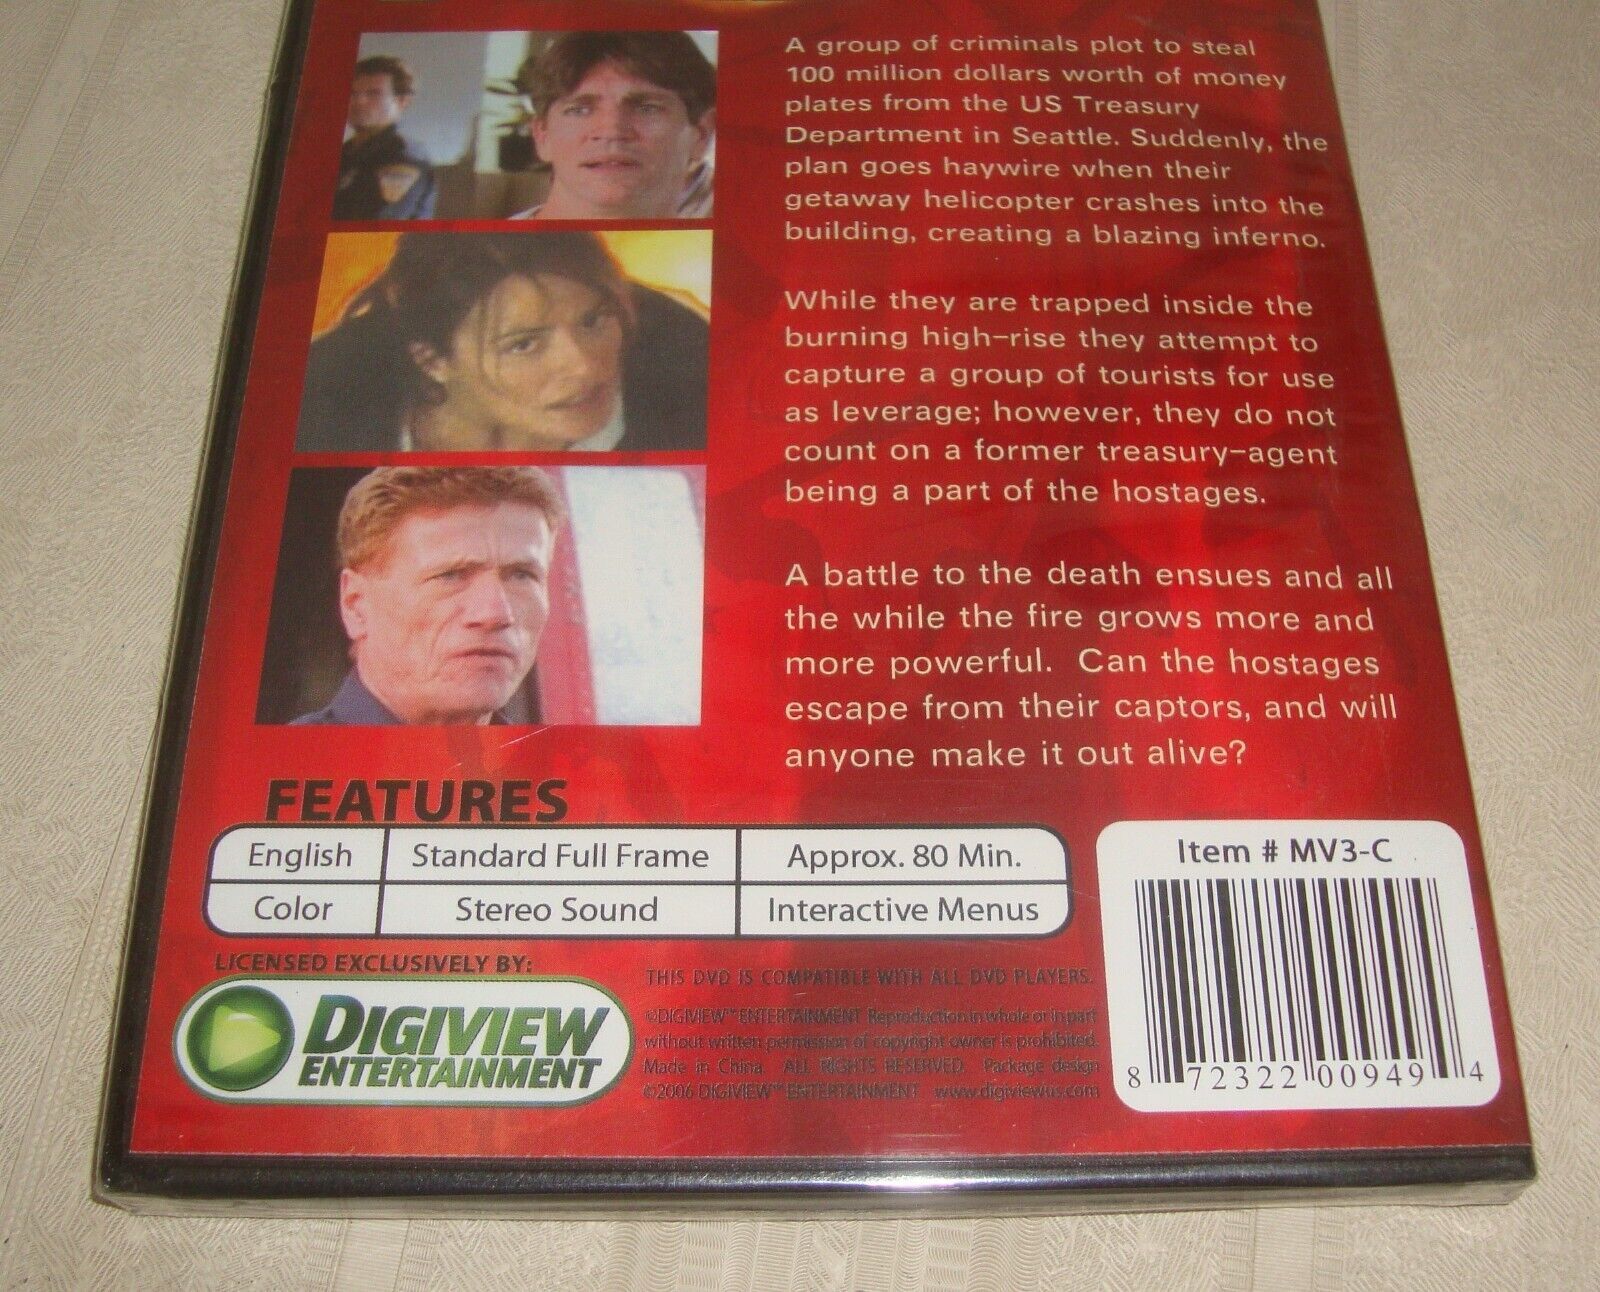 A group of criminals plot to steal
100 million dollars worth of money
plates from the US Treasury
Department in Seattle. Suddenly, the
plan goes haywire when their
getaway helicopter crashes into the
building, creating a blazing inferno.
While they are trapped inside the
burning high-rise they attempt to
capture a group of tourists for use
as leverage; however, they do not
count on a former treasury-agent
being a part of the hostages.
A battle to the death ensues and all
the while the fire grows more and
more powerful. Can the hostages
escape from their captors, and will
anyone make it out alive?
FEATURES
English Standard Full Frame Approx. 80 Min.
Color Stereo Sound Interactive Menus
LICENSED EXCLUSIVELY BY:
DIGIVIEW
ENTERTAINMENT
THIS DVD IS COMPATIBLE WITH ALL DVD PLAYERS.
©DIGIVIEW™ ENTERTAINMENT Reproduction in whole or in part
without written permission of copyright owner is prohibited.
Made in China. ALL RIGHTS RESERVED. Package design
©2006 DIGIVIEW™ ENTERTAINMENT www.digiviewus.com
Item # MV3-C
8 72322 00949 4